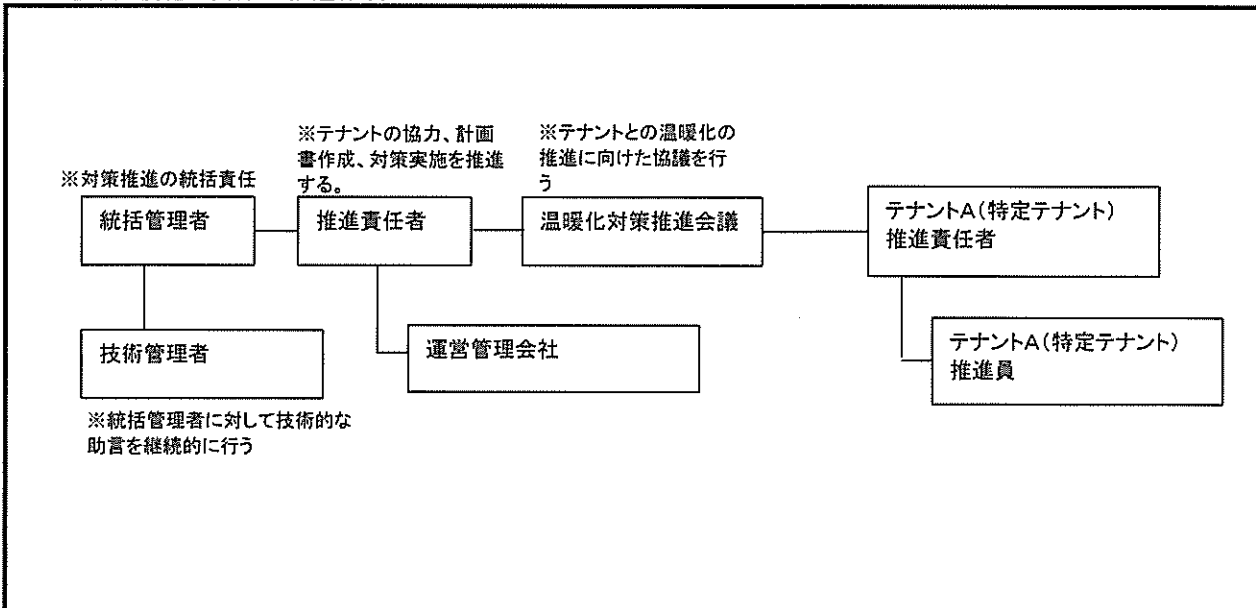 ※対策推進の統括責任
統括管理者
※テナントの協力、計画
書作成、対策実施を推進
する。
推進責任者
※テナントとの温暖化の
推進に向けた協議を行
う
温暖化対策推進会議
テナントA(特定テナント)
推進責任者
技術管理者
※統括管理者に対して技術的な
助言を継続的に行う
運営管理会社
テナントA(特定テナント)
推進員